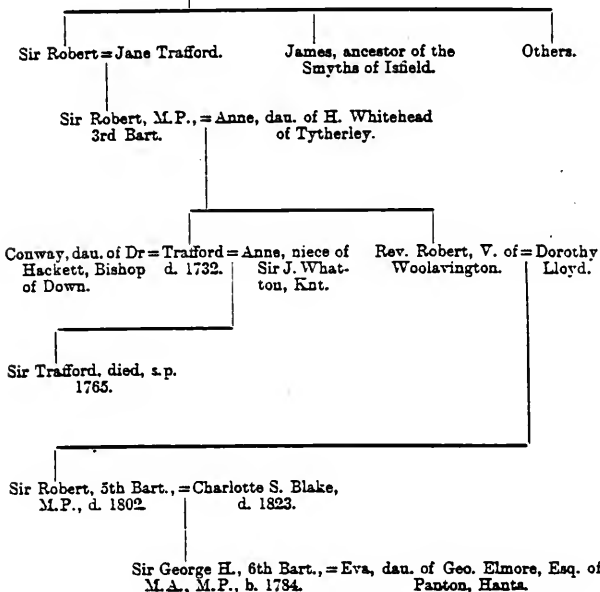 Sir Robert=Jane Trafford.
James, ancestor of the
Smyths of Isfield.
Others.
Sir Robert, M.P.,=Anne, dau. of H. Whitehead
3rd Bart.
of Tytherley.
Conway, dau. of Dr=Trafford=Anne, niece of
Hackett, Bishop
d. 1732.
Sir J. What-
of Down.
ton, Knt.
Rev. Robert, V. of=Dorothy
Woolavington.
Lloyd.
Sir Trafford, died, s.p.
1765.
Sir Robert, 5th Bart.,=Charlotte S. Blake,
M.P., d. 1802.
d. 1823.
Sir George H., 6th Bart.,=Eva, dau. of Geo. Elmore, Esq. of
M.A., M.P., b. 1784.
Panton, Hants.